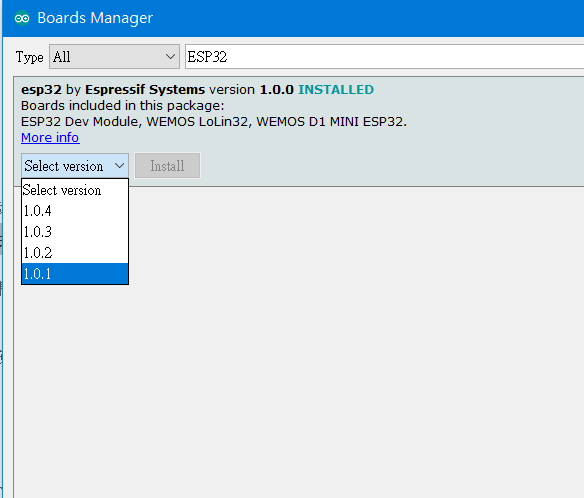 Boards Manager
Type All ESP32
esp32 by Espressif Systems version 1.0.0 INSTALLED
Boards included in this package:
ESP32 Dev Module, WEMOS LoLin32, WEMOS D1 MINI ESP32.
More info
Select version Install
Select version
1.0.4
1.0.3
1.0.2
1.0.1